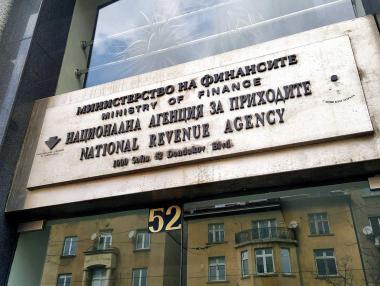 МИНИСТЕРСТВО НА ФИНАНСИТЕ
MINISTRY OF FINANCE
НАЦИОНАЛНА АГЕНЦИЯ ЗА ПРИХОДИТЕ
NATIONAL REVENUE AGENCY
1000 Sofia 52 Dondukov Blvd.
52